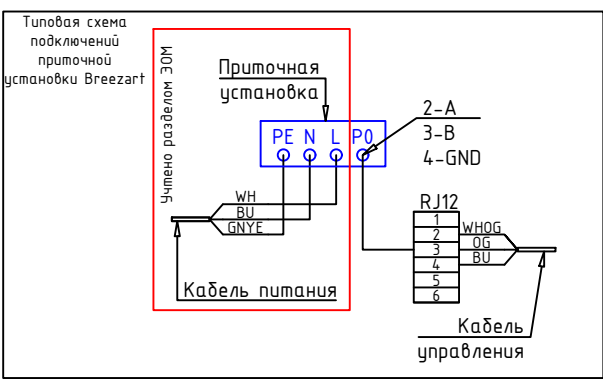 Типовая схема
подключений
приточной
установки Breezart
Учтено разделом ЭОМ
Приточная
установка
PE N L P0
2-A
3-B
4-GND
WH
BU
GNYE
Кабель питания
RJ12
1
2
3
4
5
6
WHOG
OG
BU
Кабель
управления